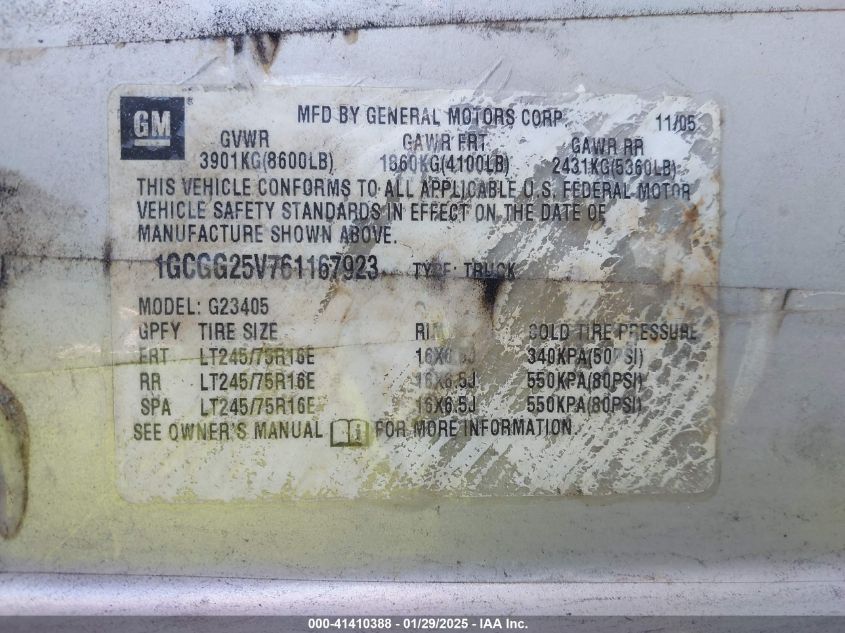 GM
MFD BY GENERAL MOTORS CORP 11/05
GVWR GAWR FRT GAWR RR
3901KG(8600LB) 1860KG(4100LB) 2431KG(5360LB)
THIS VEHICLE CONFORMS TO ALL APPLICABLE U.S. FEDERAL MOTOR
VEHICLE SAFETY STANDARDS IN EFFECT ON THE DATE OF
MANUFACTURE SHOWN ABOVE.
1GCGG25V761167923 TYPE: TRUCK
MODEL: G23405
GPFY TIRE SIZE RIM COLD TIRE PRESSURE
FRT LT245/75R16E 16X6.5J 340KPA(50PSI)
RR LT245/75R16E 16X6.5J 550KPA(80PSI)
SPA LT245/75R16E 16X6.5J 550KPA(80PSI)
SEE OWNER'S MANUAL FOR MORE INFORMATION
000-41410388 - 01/29/2025 - IAA Inc.